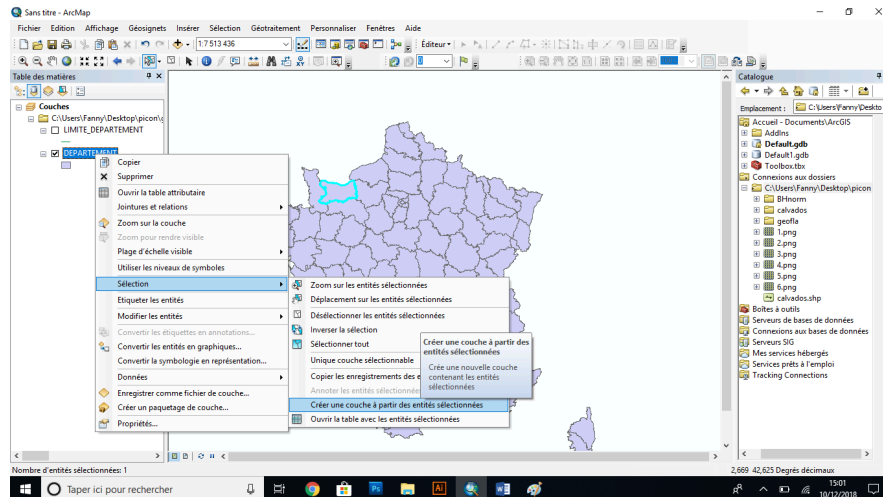 Sans titre - ArcMap
Fichier Edition Affichage Géosignets Insérer Sélection Géotraitement Personnaliser Fenêtres Aide
1:7 513 436
Éditeur
0
Table des matières
Couches
C:\Users\Fanny\Desktop\picon\g
LIMITE_DEPARTEMENT
DEPARTEMENT
Copier
Supprimer
Ouvrir la table attributaire
Jointures et relations
Zoom sur la couche
Zoom pour rendre visible
Plage d'échelle visible
Utiliser les niveaux de symboles
Sélection
Etiqueter les entités
Modifier les entités
Convertir les étiquettes en annotations...
Convertir les entités en graphiques...
Convertir la symbologie en représentation...
Données
Enregistrer comme fichier de couche...
Créer un paquetage de couche...
Propriétés...
Zoom sur les entités sélectionnées
Déplacement sur les entités sélectionnées
Désélectionner les entités sélectionnées
Inverser la sélection
Sélectionner tout
Unique couche sélectionnable
Copier les enregistrements des e
Annoter les entités sélectionnée
Créer une couche à partir des entités sélectionnées
Ouvrir la table avec les entités sélectionnées
Créer une couche à partir des
entités sélectionnées
Crée une nouvelle couche
contenant les entités
sélectionnées
Catalogue
Emplacement : C:\Users\Fanny\Deskto
Accueil - Documents\ArcGIS
AddIns
Default.gdb
Default1.gdb
Toolbox.tbx
Connexions aux dossiers
C:\Users\Fanny\Desktop\picon
BHnorm
calvados
geofla
1.png
2.png
3.png
4.png
5.png
6.png
calvados.shp
Boîtes à outils
Serveurs de bases de données
Connexions aux bases de données
Serveurs SIG
Mes services hébergés
Services prêts à l'emploi
Tracking Connections
Nombre d'entités sélectionnées: 1
2,669 42,625 Degrés décimaux
Taper ici pour rechercher
Ps
Ai
15:01
10/12/2018